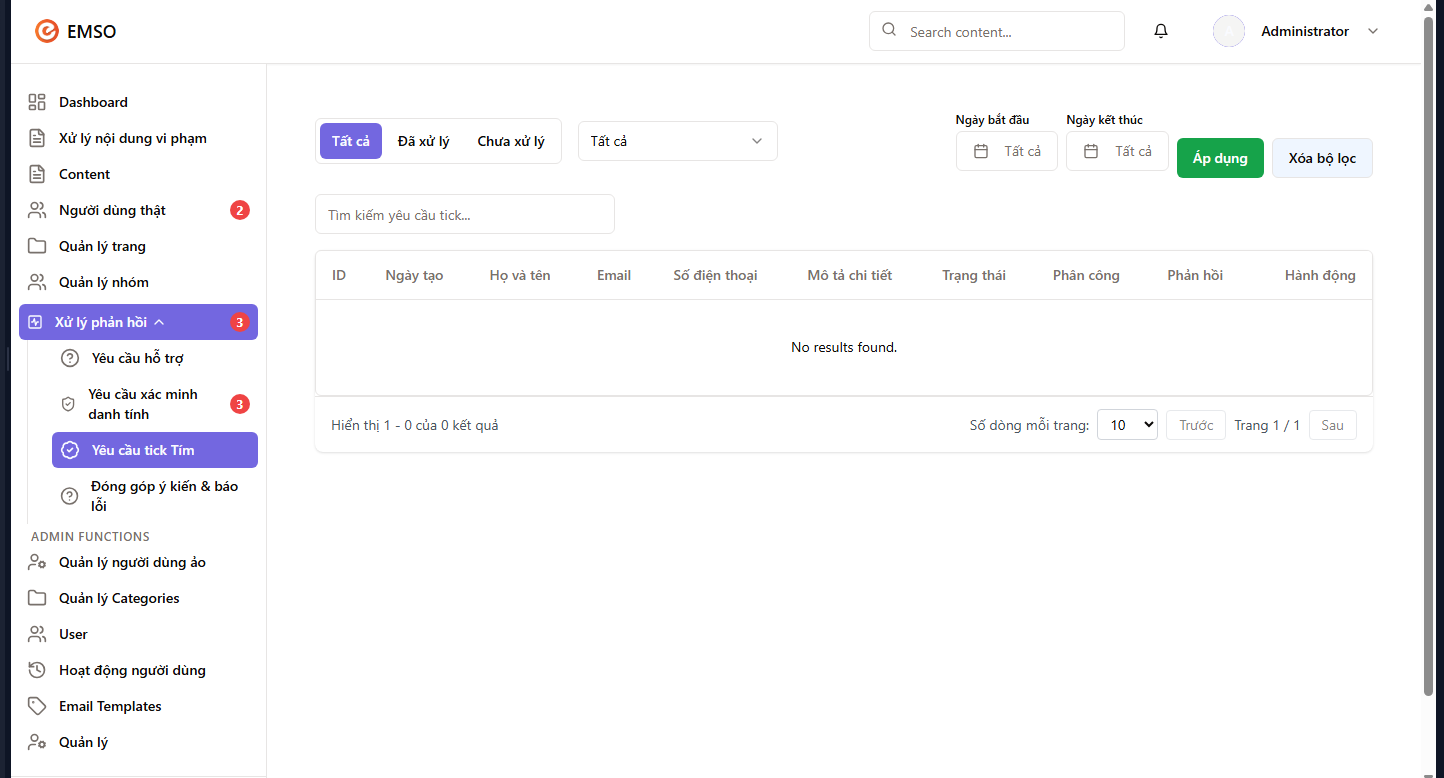 EMSO
Search content...
Administrator
Dashboard
Xử lý nội dung vi phạm
Content
Người dùng thật
2
Quản lý trang
Quản lý nhóm
Xử lý phản hồi
3
Yêu cầu hỗ trợ
Yêu cầu xác minh
danh tính
3
Yêu cầu tick Tím
Đóng góp ý kiến & báo
lỗi
ADMIN FUNCTIONS
Quản lý người dùng ảo
Quản lý Categories
User
Hoạt động người dùng
Email Templates
Quản lý
Tất cả Đã xử lý Chưa xử lý
Tất cả
Ngày bắt đầu
Tất cả
Ngày kết thúc
Tất cả
Áp dụng
Xóa bộ lọc
Tìm kiếm yêu cầu tick...
ID Ngày tạo Họ và tên Email Số điện thoại Mô tả chi tiết Trạng thái Phân công Phản hồi Hành động
No results found.
Hiển thị 1 - 0 của 0 kết quả
Số dòng mỗi trang: 10 Trước Trang 1 / 1 Sau